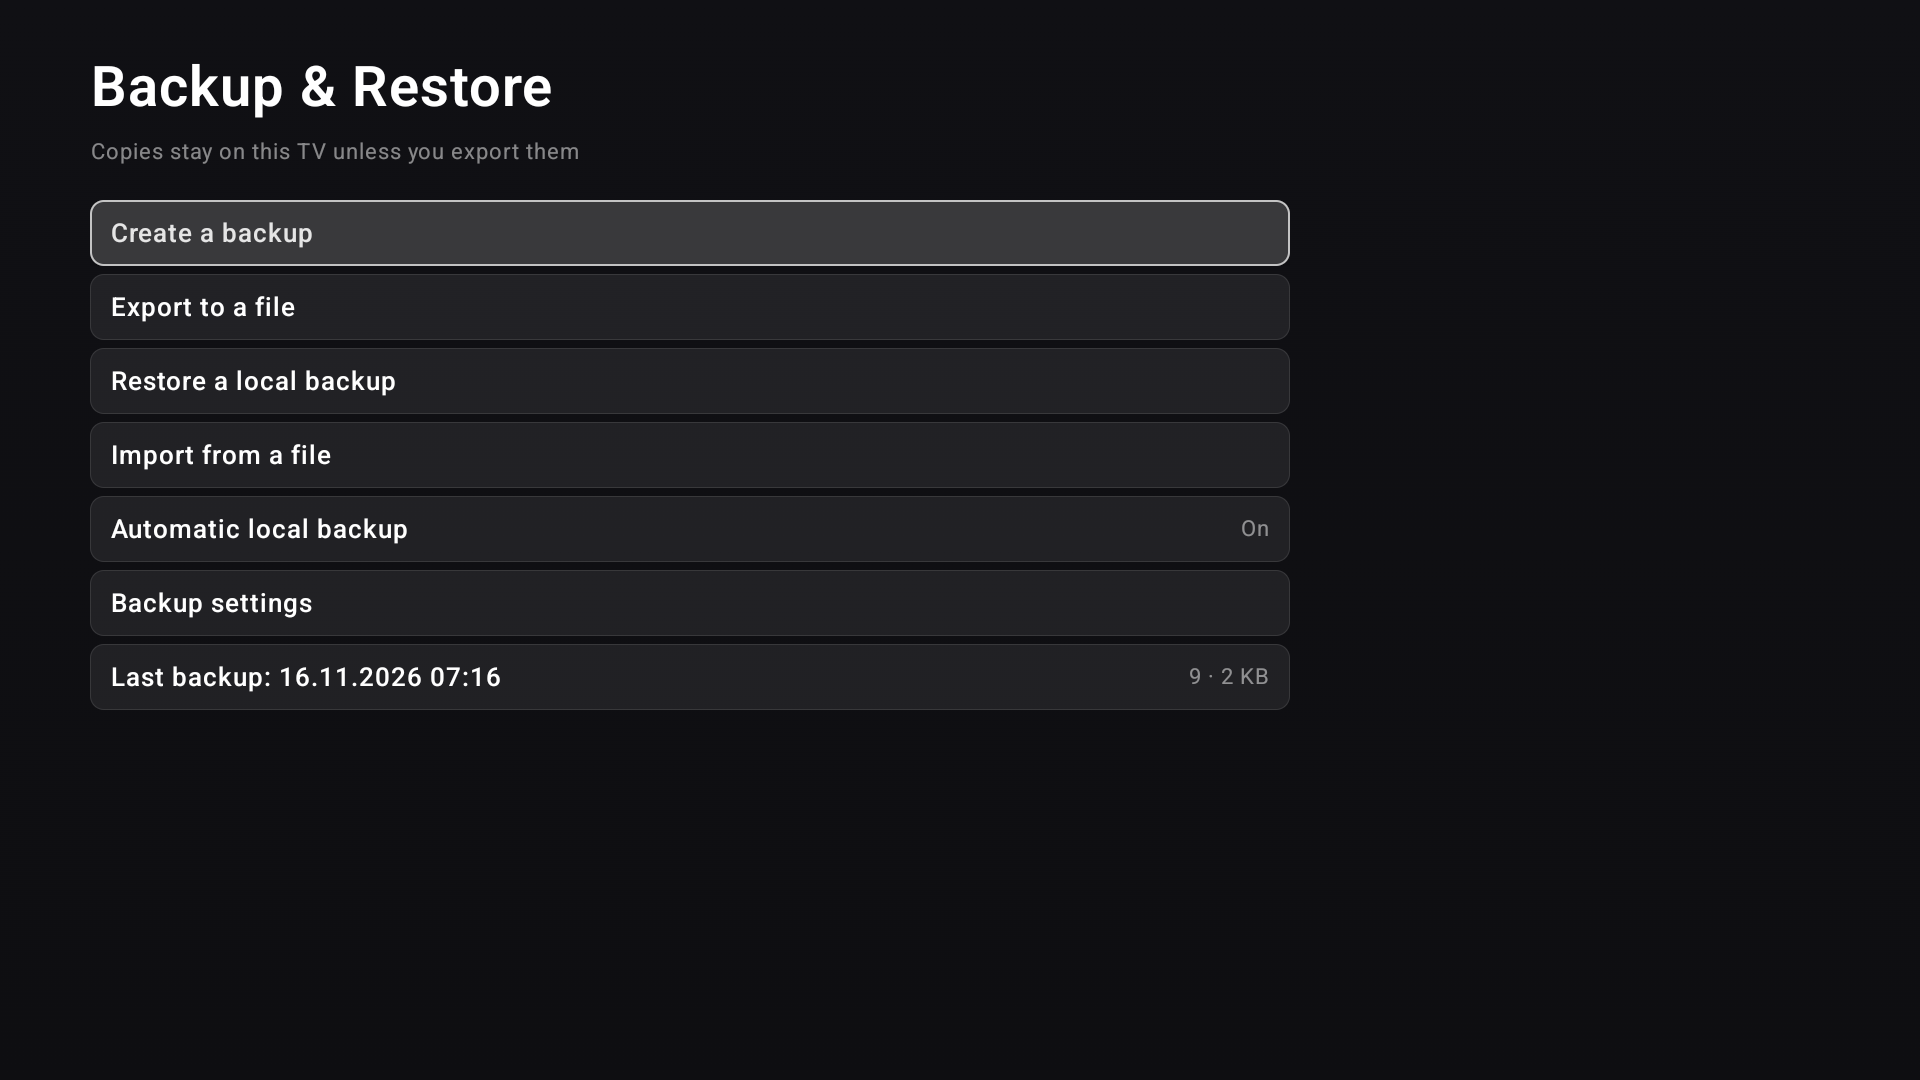 Backup & Restore
Copies stay on this TV unless you export them
Create a backup
Export to a file
Restore a local backup
Import from a file
Automatic local backup On
Backup settings
Last backup: 16.11.2026 07:16 9 · 2 KB